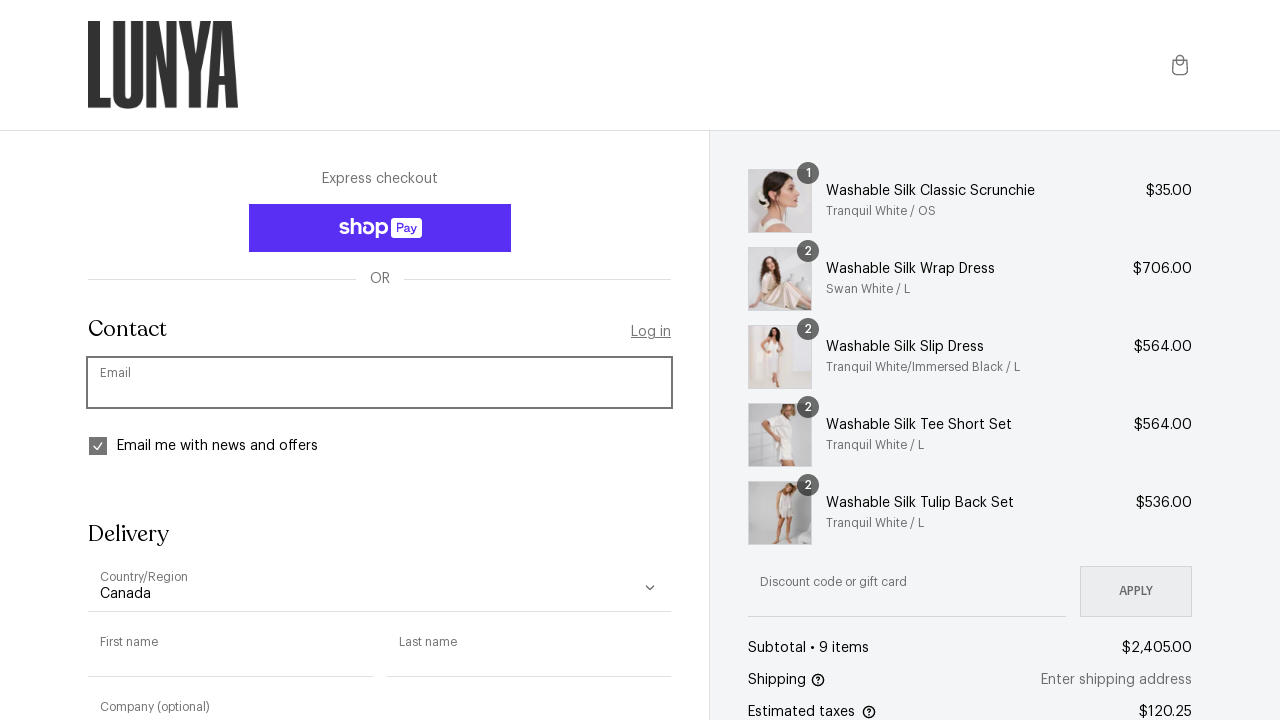 LUNYA
Express checkout
shop Pay
OR
Contact
Log in
Email
Email me with news and offers
Delivery
Country/Region
Canada
First name
Last name
Company (optional)
1
Washable Silk Classic Scrunchie
$35.00
Tranquil White / OS
2
Washable Silk Wrap Dress
$706.00
Swan White / L
2
Washable Silk Slip Dress
$564.00
Tranquil White/Immersed Black / L
2
Washable Silk Tee Short Set
$564.00
Tranquil White / L
2
Washable Silk Tulip Back Set
$536.00
Tranquil White / L
Discount code or gift card
APPLY
Subtotal • 9 items
$2,405.00
Shipping
Enter shipping address
Estimated taxes
$120.25